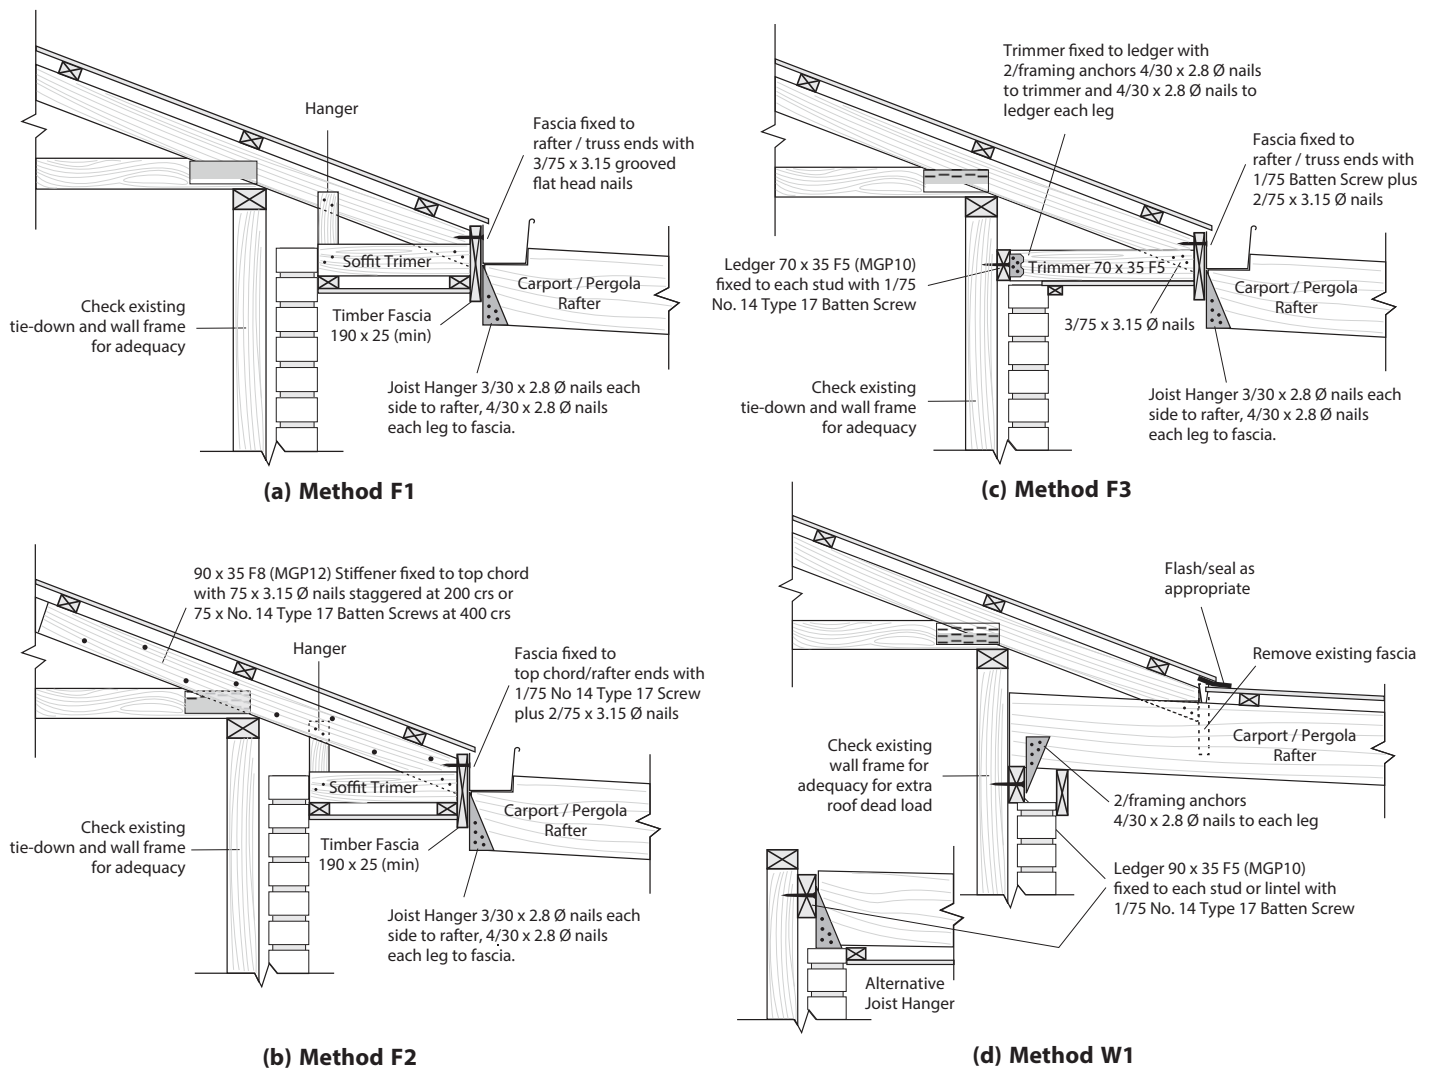 Hanger
Fascia fixed to
rafter / truss ends with
3/75 x 3.15 grooved
flat head nails
Soffit Trimer
Carport / Pergola
Rafter
Check existing
tie-down and wall frame
for adequacy
Timber Fascia
190 x 25 (min)
Joist Hanger 3/30 x 2.8 Ø nails each
side to rafter, 4/30 x 2.8 Ø nails
each leg to fascia.
(a) Method F1
Trimmer fixed to ledger with
2/framing anchors 4/30 x 2.8 Ø nails
to trimmer and 4/30 x 2.8 Ø nails to
ledger each leg
Fascia fixed to
rafter / truss ends with
1/75 Batten Screw plus
2/75 x 3.15 Ø nails
Ledger 70 x 35 F5 (MGP10)
fixed to each stud with 1/75
No. 14 Type 17 Batten Screw
Trimmer 70 x 35 F5
Carport / Pergola
Rafter
3/75 x 3.15 Ø nails
Check existing
tie-down and wall frame
for adequacy
Joist Hanger 3/30 x 2.8 Ø nails each
side to rafter, 4/30 x 2.8 Ø nails
each leg to fascia.
(c) Method F3
90 x 35 F8 (MGP12) Stiffener fixed to top chord
with 75 x 3.15 Ø nails staggered at 200 crs or
75 x No. 14 Type 17 Batten Screws at 400 crs
Hanger
Fascia fixed to
top chord/rafter ends with
1/75 No 14 Type 17 Screw
plus 2/75 x 3.15 Ø nails
Soffit Trimer
Carport / Pergola
Rafter
Check existing
tie-down and wall frame
for adequacy
Timber Fascia
190 x 25 (min)
Joist Hanger 3/30 x 2.8 Ø nails each
side to rafter, 4/30 x 2.8 Ø nails
each leg to fascia.
(b) Method F2
Flash/seal as
appropriate
Remove existing fascia
Carport / Pergola
Rafter
Check existing
wall frame for
adequacy for extra
roof dead load
2/framing anchors
4/30 x 2.8 Ø nails to each leg
Ledger 90 x 35 F5 (MGP10)
fixed to each stud or lintel with
1/75 No. 14 Type 17 Batten Screw
Alternative
Joist Hanger
(d) Method W1